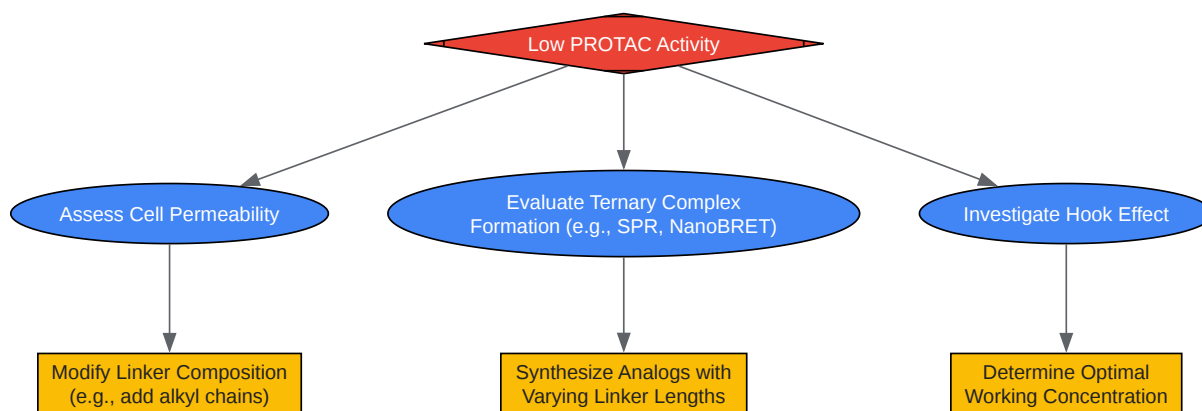 Low PROTAC Activity
Assess Cell Permeability
Evaluate Ternary Complex
Formation (e.g., SPR, NanoBRET)
Investigate Hook Effect
Modify Linker Composition
(e.g., add alkyl chains)
Synthesize Analogs with
Varying Linker Lengths
Determine Optimal
Working Concentration